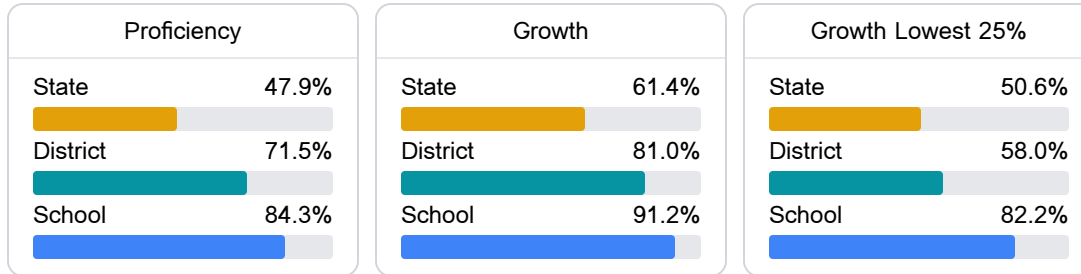 Proficiency
State 47.9%
District 71.5%
School 84.3%
Growth
State 61.4%
District 81.0%
School 91.2%
Growth Lowest 25%
State 50.6%
District 58.0%
School 82.2%